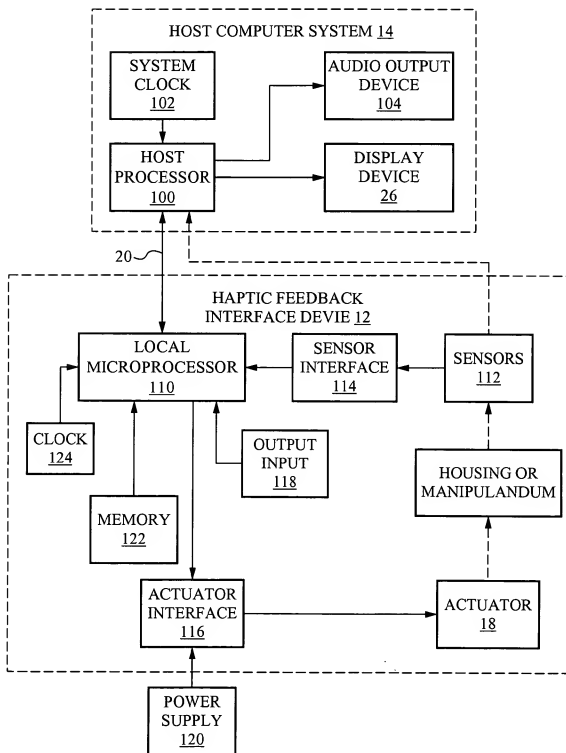 HOST COMPUTER SYSTEM 14
SYSTEM
CLOCK
102
AUDIO OUTPUT
DEVICE
104
HOST
PROCESSOR
100
DISPLAY
DEVICE
26
20
HAPTIC FEEDBACK
INTERFACE DEVIE 12
LOCAL
MICROPROCESSOR
110
SENSOR
INTERFACE
114
SENSORS
112
CLOCK
124
OUTPUT
INPUT
118
HOUSING OR
MANIPULANDUM
MEMORY
122
ACTUATOR
INTERFACE
116
ACTUATOR
18
POWER
SUPPLY
120